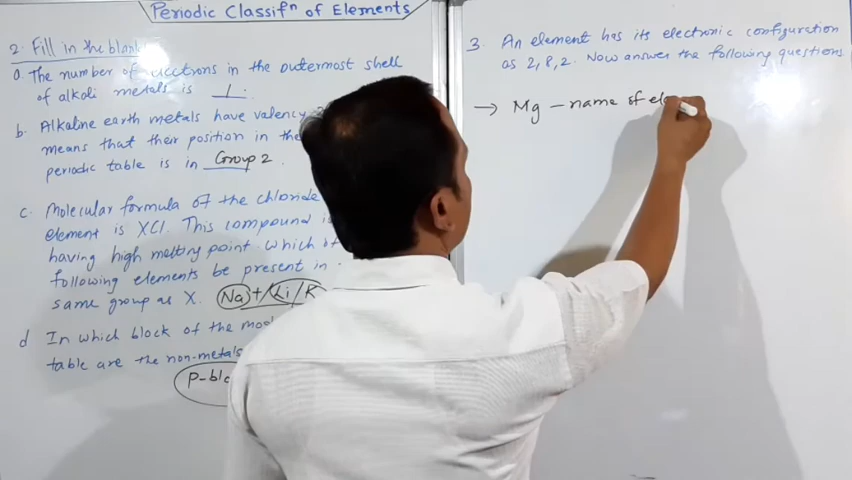 Periodic Classifⁿ of Elements
2. Fill in the blank
a. The number of electrons in the outermost shell
of alkali metals is 1.
b. Alkaline earth metals have valency 2
means that their position in the
periodic table is in Group 2.
c. Molecular formula of the chloride
element is XCl. This compound
having high melting point. Which of
following elements be present in
same group as X. Na Li/K
d In which block of the
table are the non-metals
P-blo
3. An element has its electronic configuration
as 2,8,2. Now answer the following questions
→ Mg – name of ele